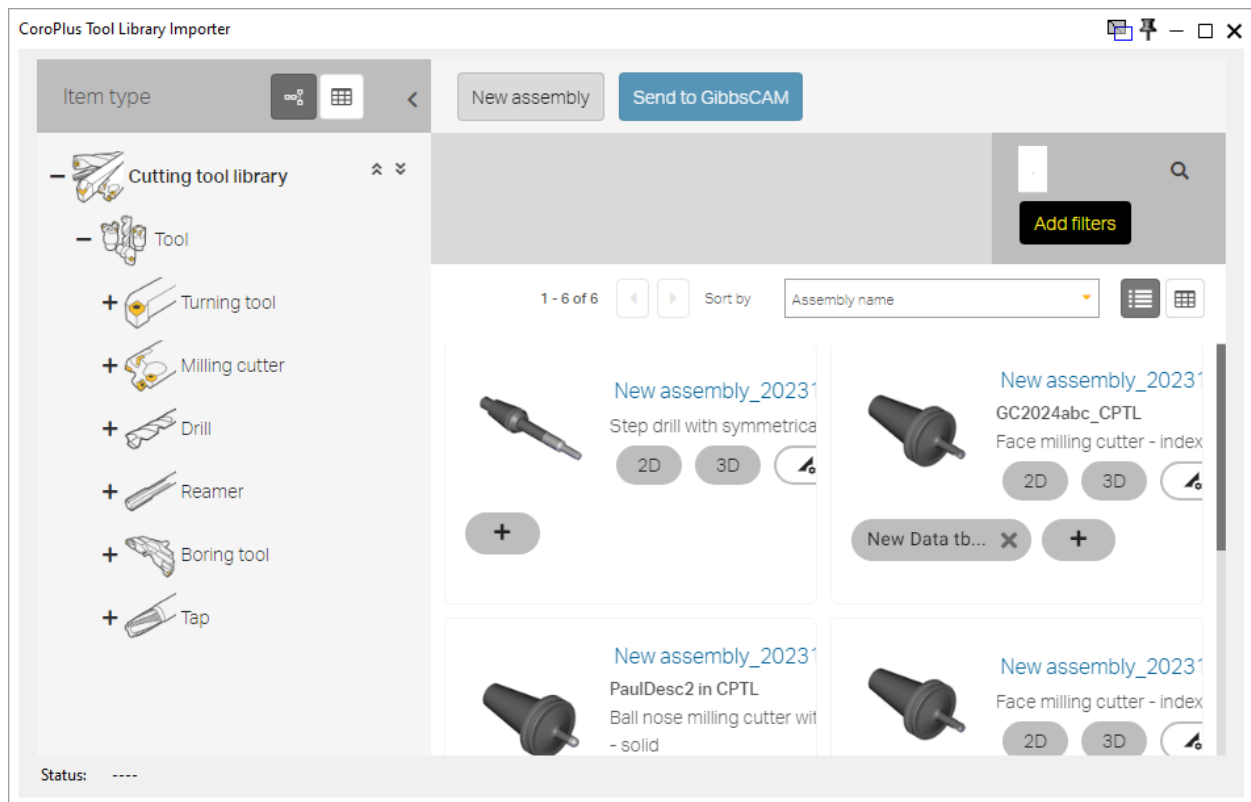 CoroPlus Tool Library Importer
Item type
New assembly
Send to GibbsCAM
Cutting tool library
Tool
Turning tool
Milling cutter
Drill
Reamer
Boring tool
Tap
Add filters
1 - 6 of 6
Sort by
Assembly name
New assembly_20231
Step drill with symmetrica
2D
3D
New assembly_20231
GC2024abc_CPTL
Face milling cutter - index
2D
3D
New Data tb...
New assembly_20231
PaulDesc2 in CPTL
Ball nose milling cutter wit
- solid
New assembly_20231
Face milling cutter - index
2D
3D
Status: ----